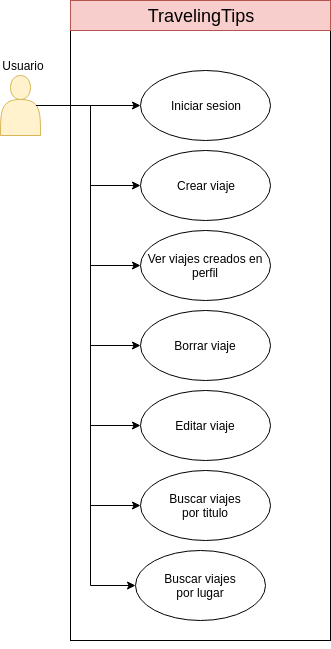 TravelingTips
Usuario
Iniciar sesion
Crear viaje
Ver viajes creados en
perfil
Borrar viaje
Editar viaje
Buscar viajes
por titulo
Buscar viajes
por lugar